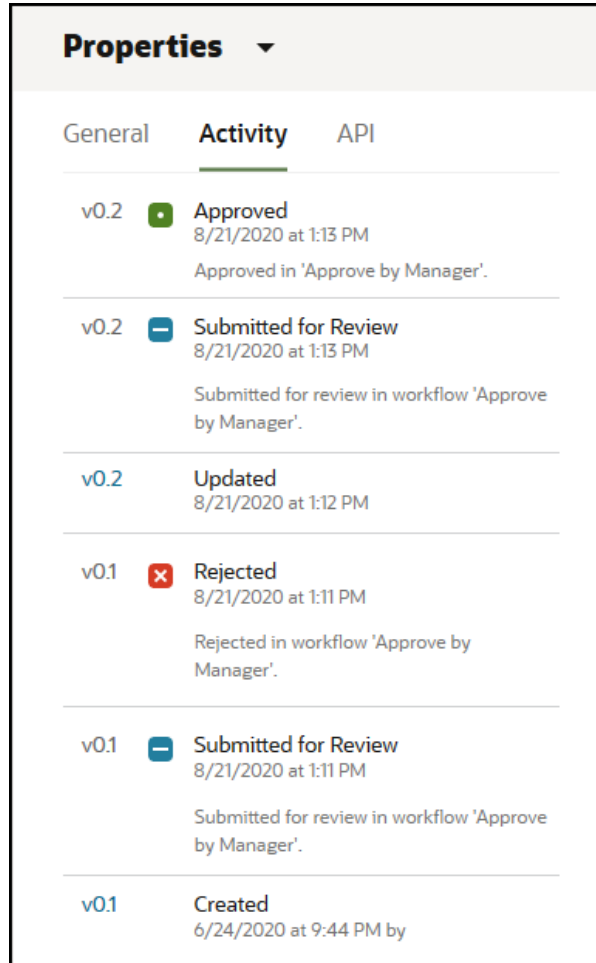 Properties
General Activity API
v0.2 Approved
8/21/2020 at 1:13 PM
Approved in 'Approve by Manager'.
v0.2 Submitted for Review
8/21/2020 at 1:13 PM
Submitted for review in workflow 'Approve
by Manager'.
v0.2 Updated
8/21/2020 at 1:12 PM
v0.1 Rejected
8/21/2020 at 1:11 PM
Rejected in workflow 'Approve by
Manager'.
v0.1 Submitted for Review
8/21/2020 at 1:11 PM
Submitted for review in workflow 'Approve
by Manager'.
v0.1 Created
6/24/2020 at 9:44 PM by